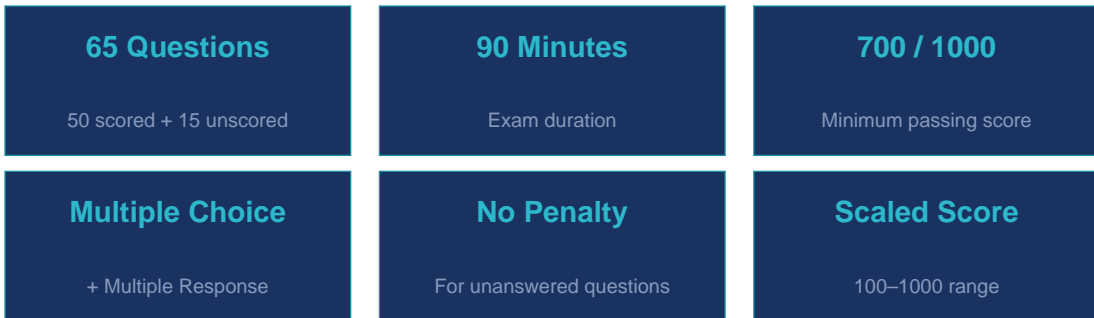 65 Questions
50 scored + 15 unscored
90 Minutes
Exam duration
700 / 1000
Minimum passing score
Multiple Choice
+ Multiple Response
No Penalty
For unanswered questions
Scaled Score
100–1000 range